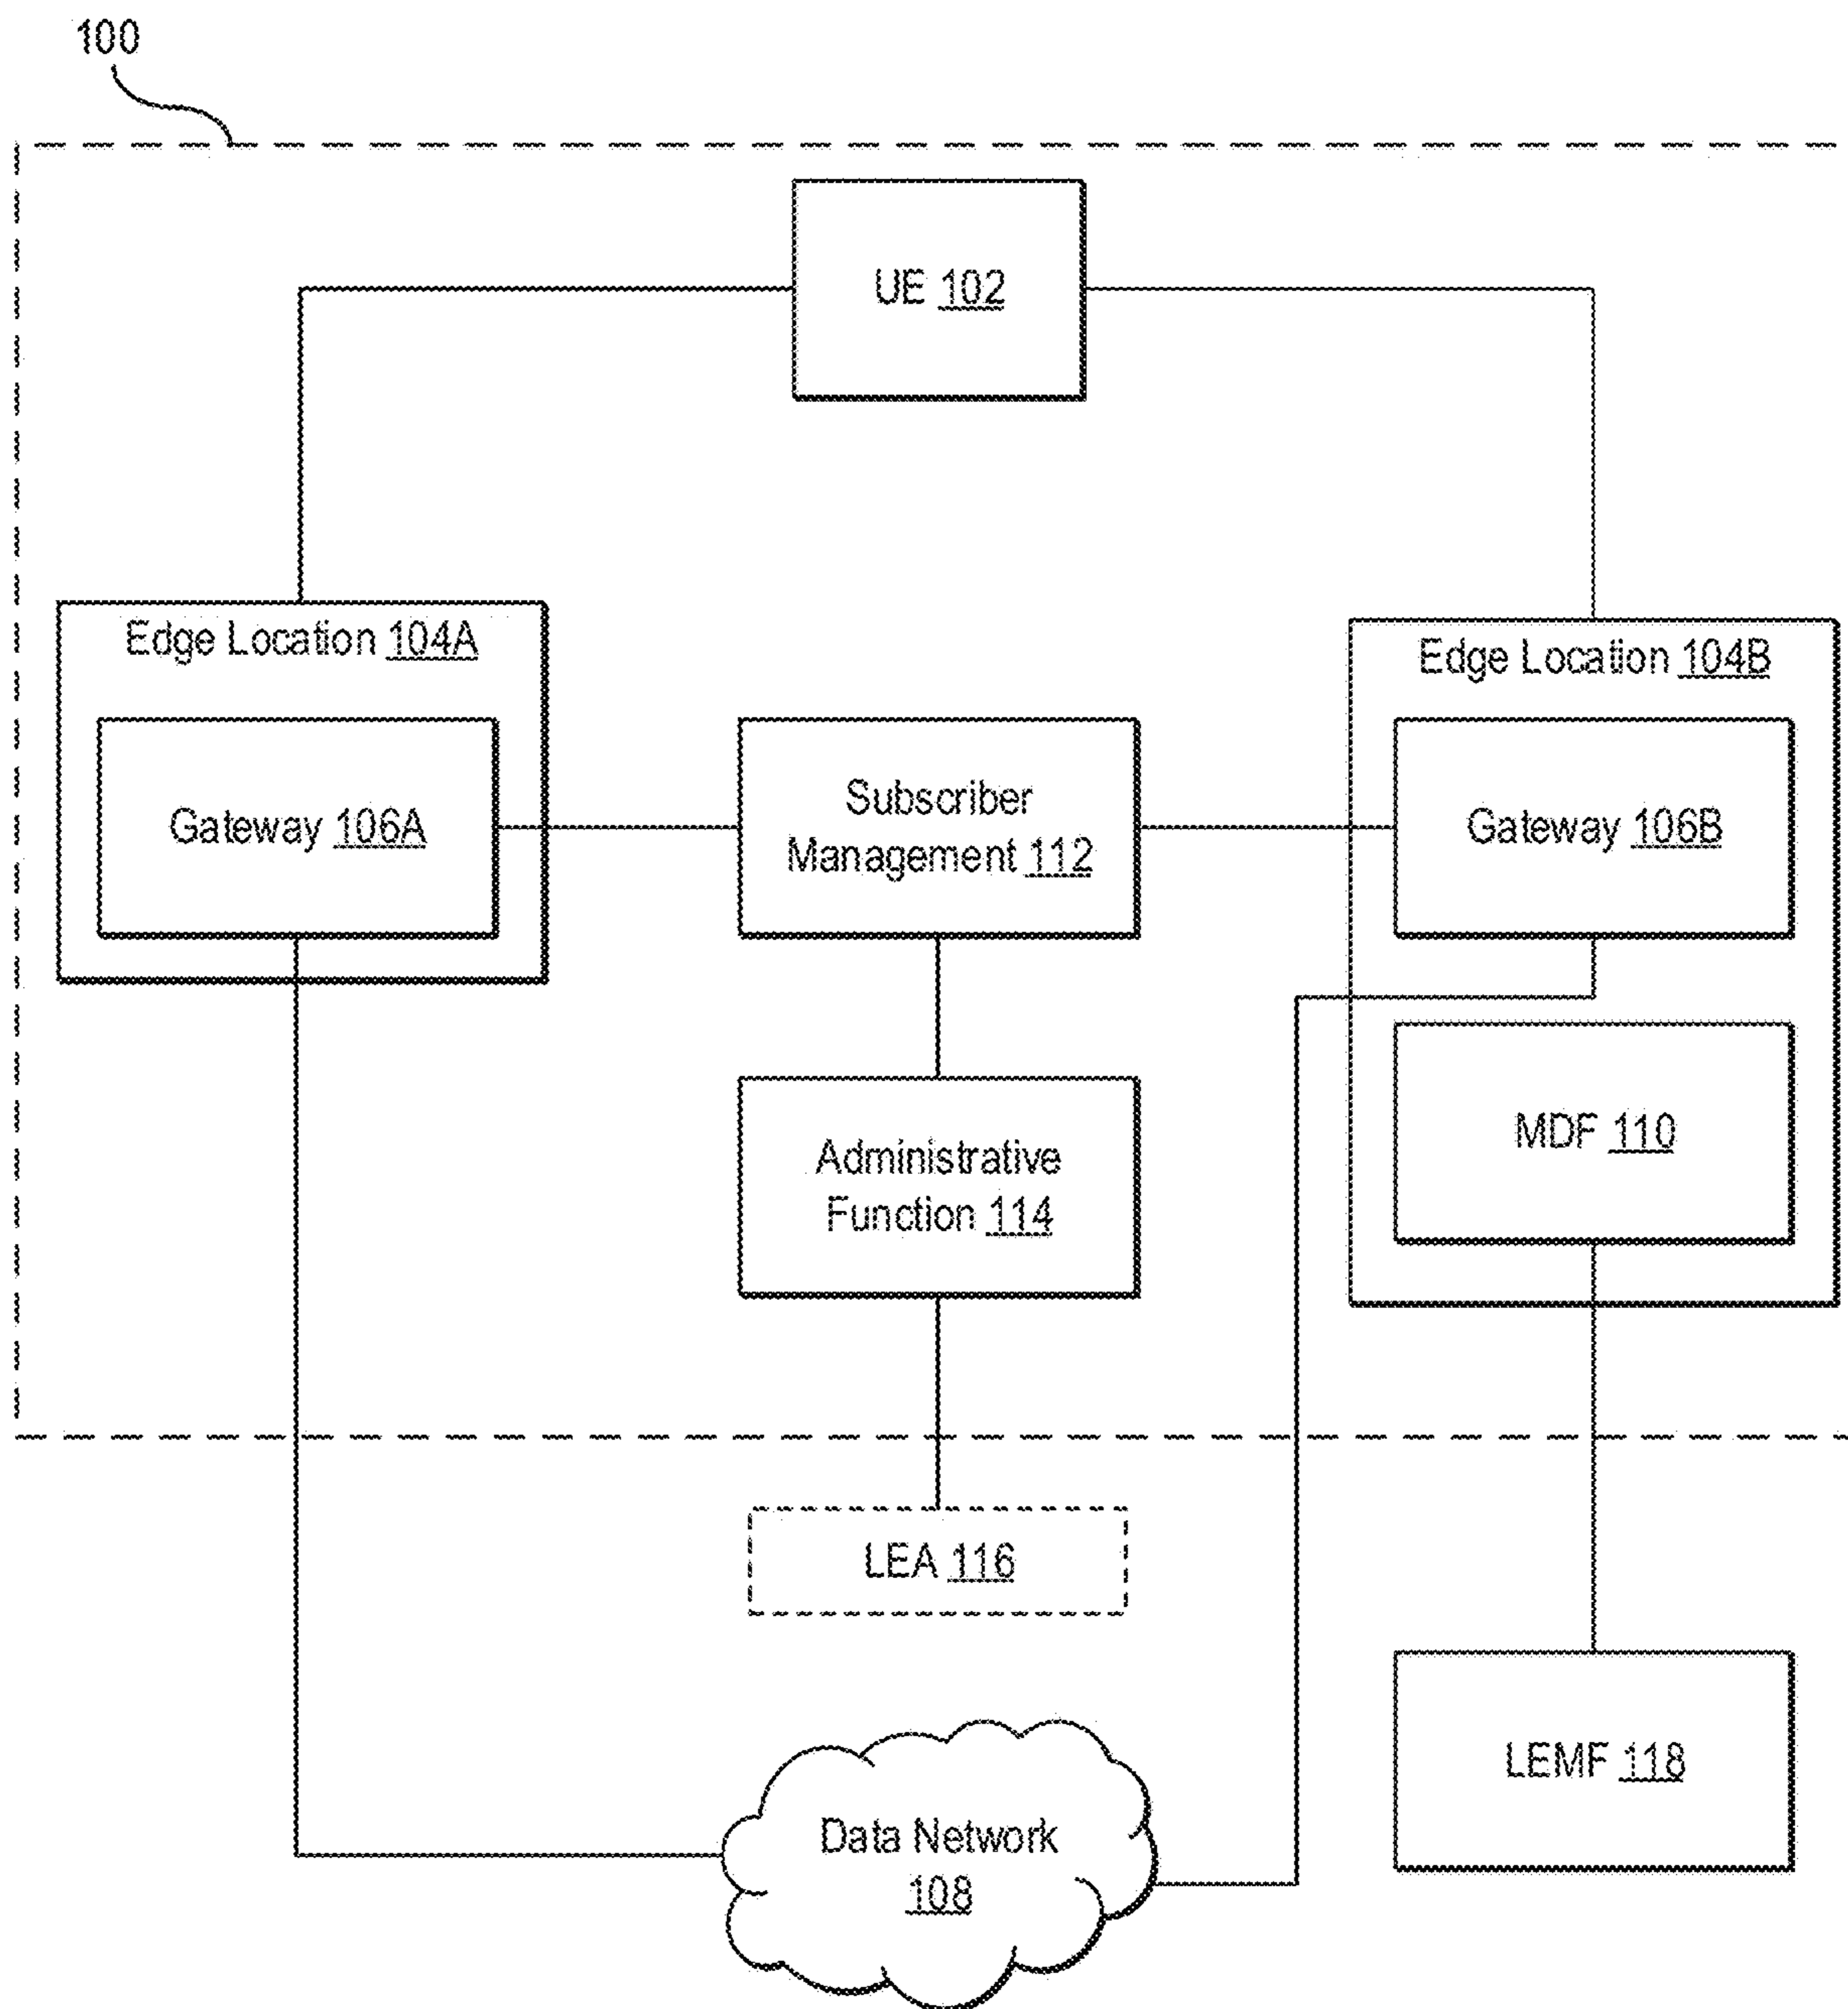 100
UE 102
Edge Location 104A
Edge Location 104B
Gateway 106A
Subscriber
Management 112
Gateway 106B
MDF 110
Administrative
Function 114
LEA 116
LEMF 118
Data Network
108